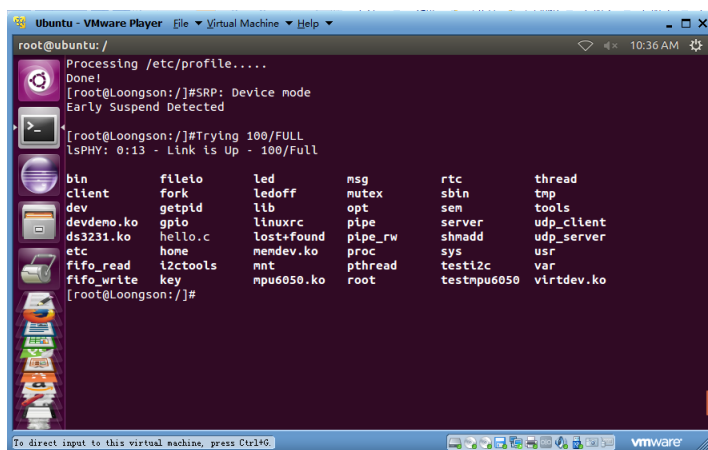 Ubuntu - VMware Player File Virtual Machine Help
root@ubuntu: / 10:36 AM
Processing /etc/profile.....
Done!
[root@Loongson:/]#SRP: Device mode
Early Suspend Detected
[root@Loongson:/]#Trying 100/FULL
lsPHY: 0:13 - Link is Up - 100/Full
bin fileio led msg rtc thread
client fork ledoff mutex sbin tmp
dev getpid lib opt sem tools
devdemo.ko gpio linuxrc pipe server udp_client
ds3231.ko hello.c lost+found pipe_rw shmadd udp_server
etc home memdev.ko proc sys usr
fifo_read i2ctools mnt pthread testi2c var
fifo_write key mpu6050.ko root testmpu6050 virtdev.ko
[root@Loongson:/]#
To direct input to this virtual machine, press Ctrl+G.
vmware